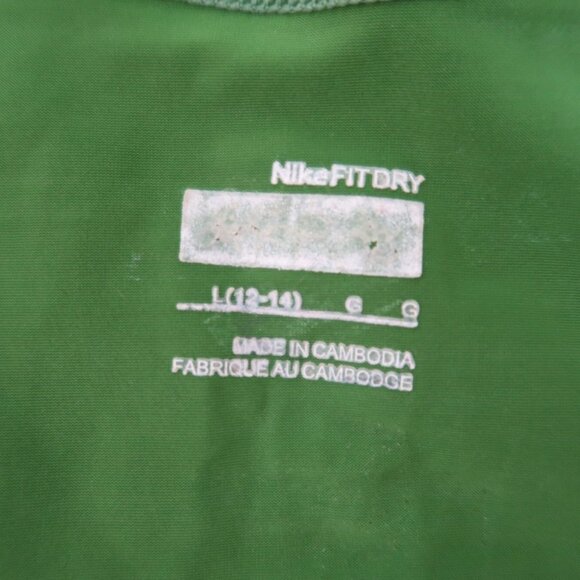 NikeFITDRY
L(12-14) G G
MADE IN CAMBODIA
FABRIQUE AU CAMBODGE